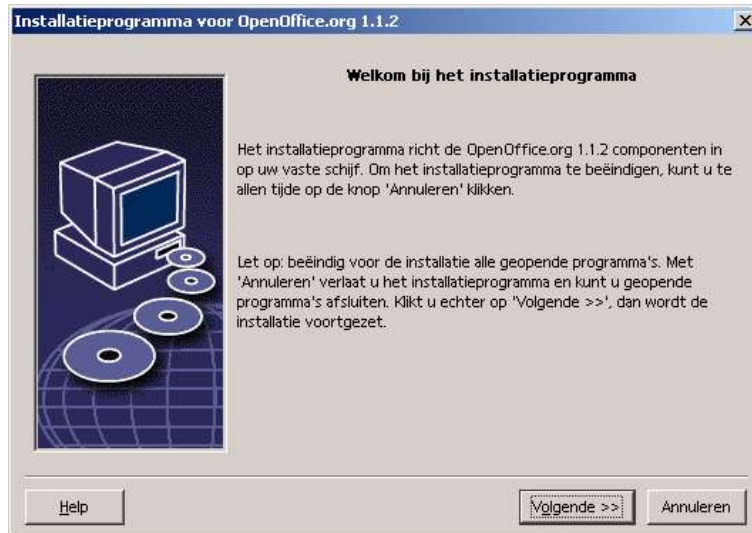 Installatieprogramma voor OpenOffice.org 1.1.2
Welkom bij het installatieprogramma
Het installatieprogramma richt de OpenOffice.org 1.1.2 componenten in
op uw vaste schijf. Om het installatieprogramma te beëindigen, kunt u te
allen tijde op de knop 'Annuleren' klikken.
Let op: beëindig voor de installatie alle geopende programma's. Met
'Annuleren' verlaat u het installatieprogramma en kunt u geopende
programma's afsluiten. Klikt u echter op 'Volgende >>', dan wordt de
installatie voortgezet.
Help
Volgende >>
Annuleren